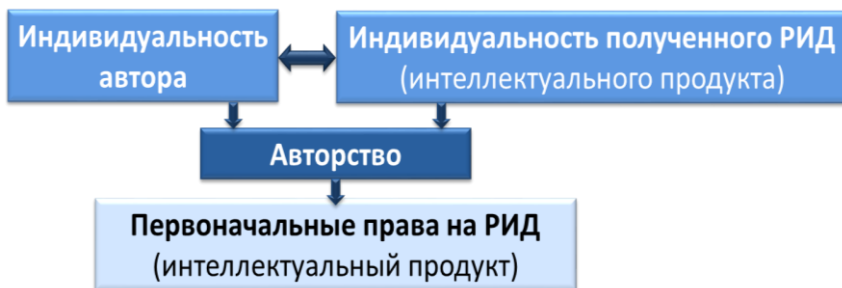 Индивидуальность
автора
Индивидуальность полученного РИД
(интеллектуального продукта)
Авторство
Первоначальные права на РИД
(интеллектуальный продукт)